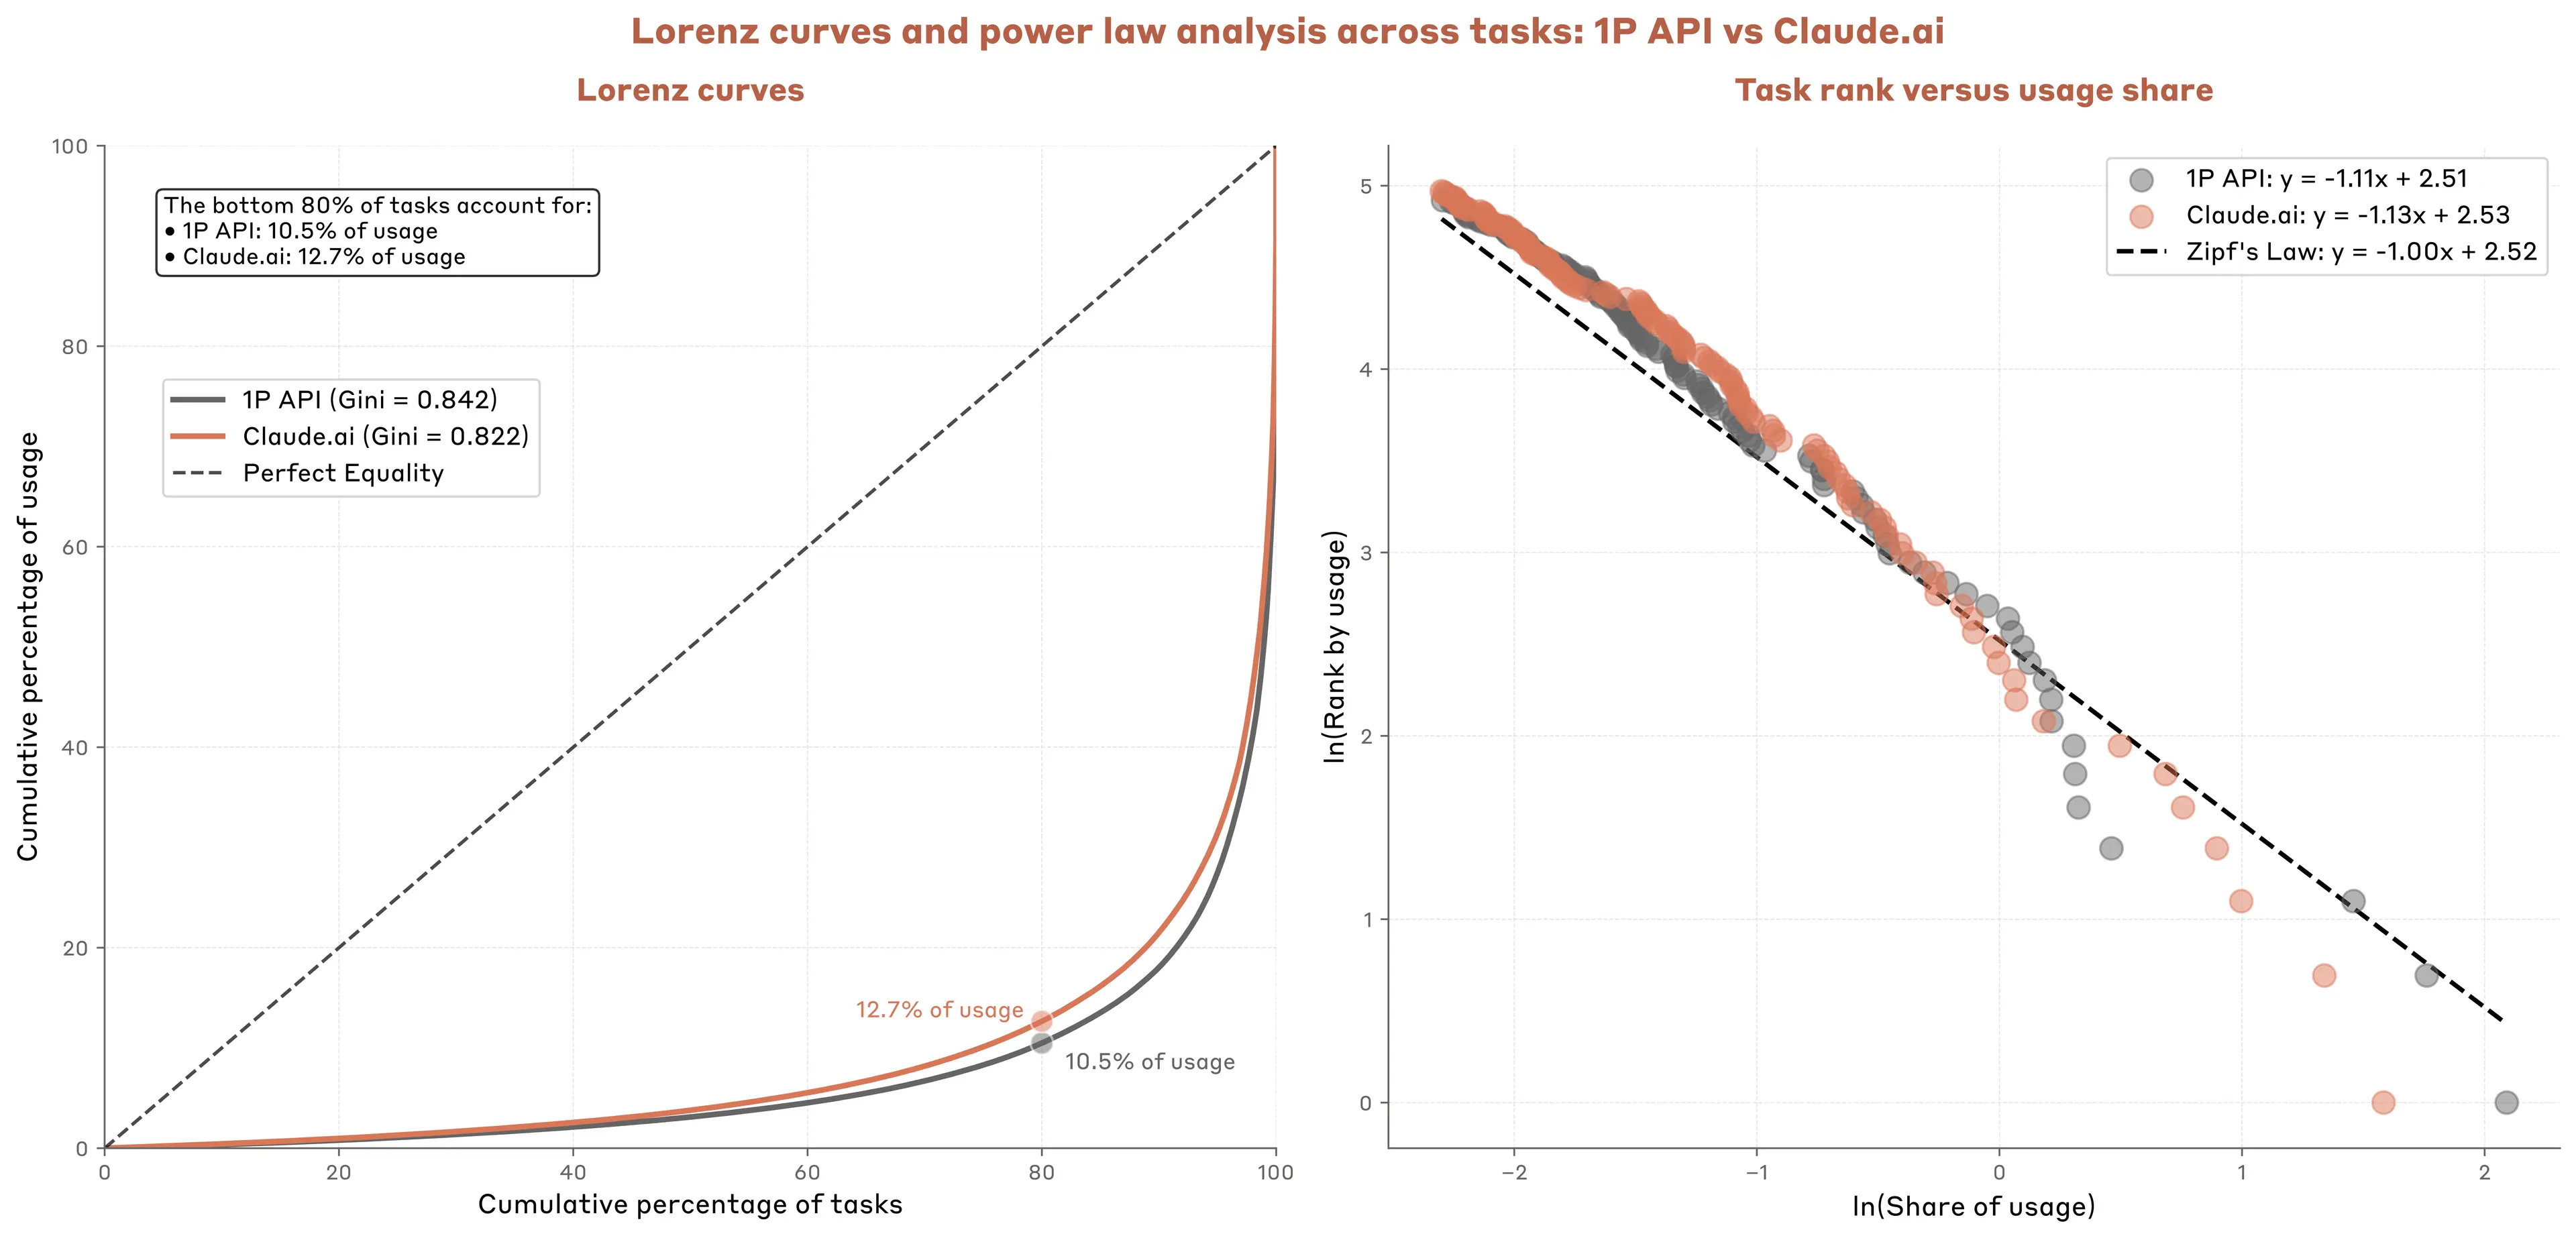 Lorenz curves and power law analysis across tasks: 1P API vs Claude.ai
Lorenz curves
100
80
60
40
20
0
0
20
40
60
80
100
Cumulative percentage of usage
Cumulative percentage of tasks
The bottom 80% of tasks account for:
• 1P API: 10.5% of usage
• Claude.ai: 12.7% of usage
1P API (Gini = 0.842)
Claude.ai (Gini = 0.822)
Perfect Equality
12.7% of usage
10.5% of usage
Task rank versus usage share
5
4
3
2
1
0
−2
−1
0
1
2
ln(Rank by usage)
ln(Share of usage)
1P API: y = -1.11x + 2.51
Claude.ai: y = -1.13x + 2.53
Zipf's Law: y = -1.00x + 2.52